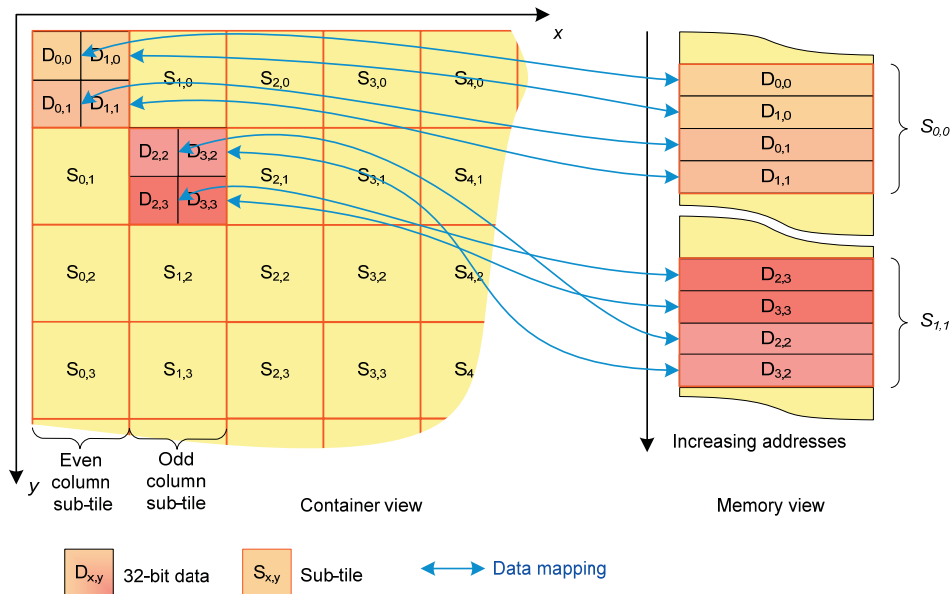 x
D0,0 D1,0 S1,0 S2,0 S3,0 S4,0
D0,1 D1,1
S0,1 D2,2 D3,2 S2,1 S3,1 S4,1
D2,3 D3,3
S0,2 S1,2 S2,2 S3,2 S4,2
S0,3 S1,3 S2,3 S3,3 S4
y
Even
column
sub-tile
Odd
column
sub-tile
Container view
D0,0
D1,0
D0,1
D1,1
S0,0
D2,3
D3,3
D2,2
D3,2
S1,1
Increasing addresses
Memory view
Dx,y 32-bit data
Sx,y Sub-tile
Data mapping